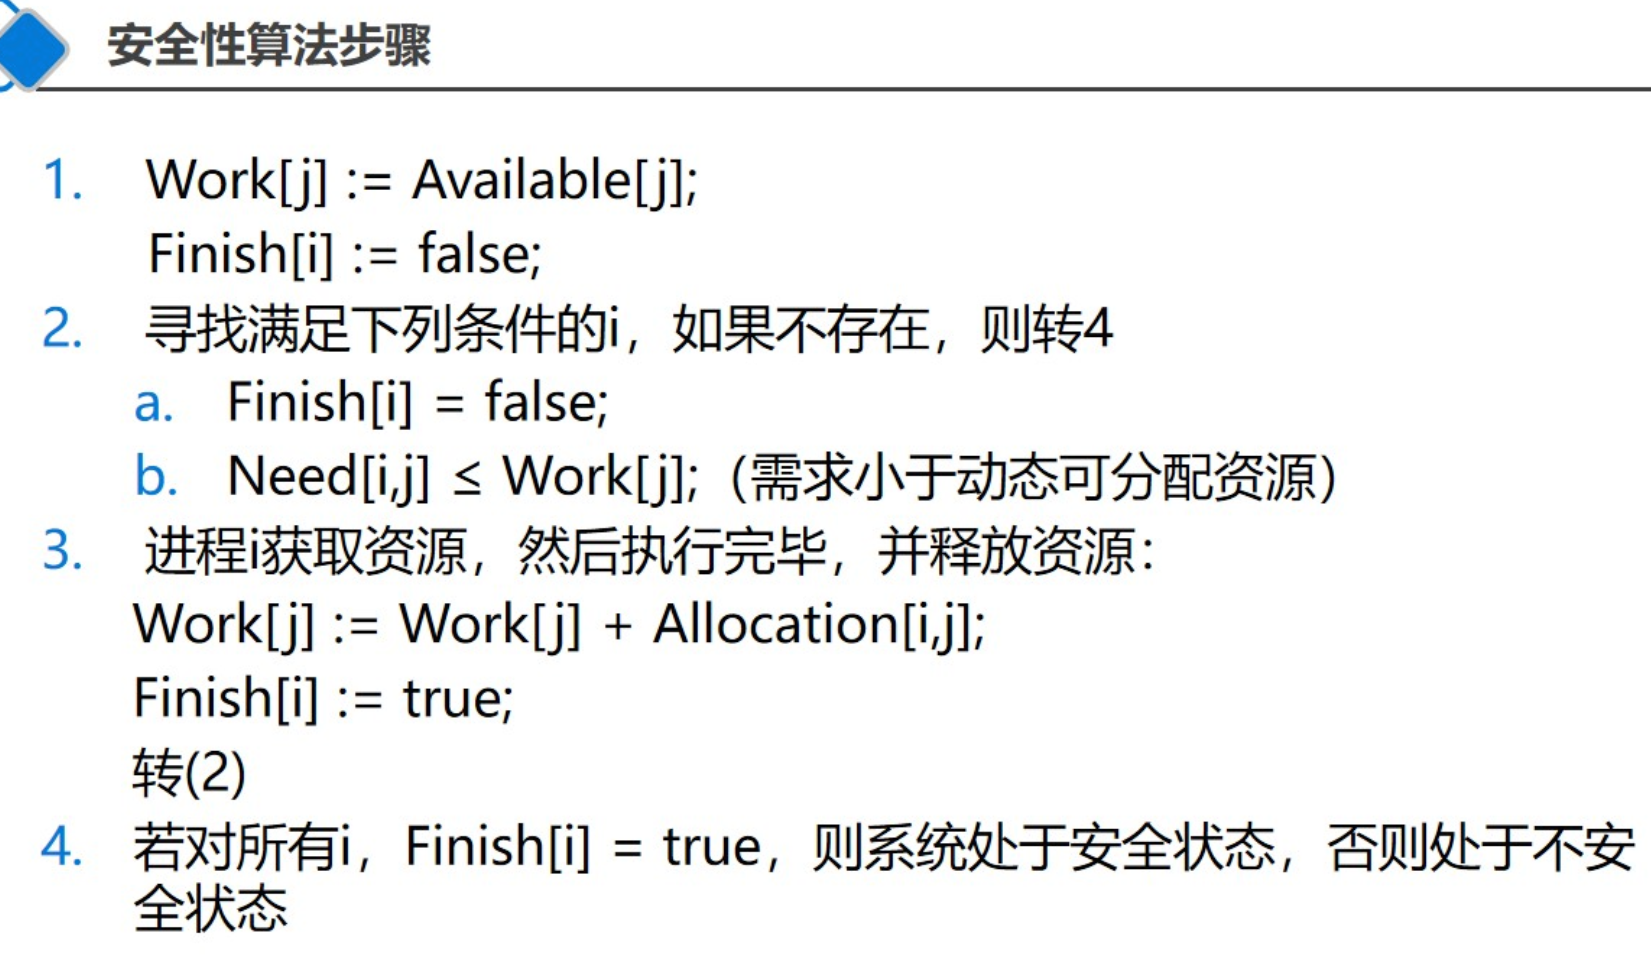 安全性算法步骤
1. Work[j] := Available[j];
Finish[i] := false;
2. 寻找满足下列条件的i，如果不存在，则转4
a. Finish[i] = false;
b. Need[i,j] ≤ Work[j];（需求小于动态可分配资源）
3. 进程i获取资源，然后执行完毕，并释放资源：
Work[j] := Work[j] + Allocation[i,j];
Finish[i] := true;
转(2)
4. 若对所有i，Finish[i] = true，则系统处于安全状态，否则处于不安
全状态